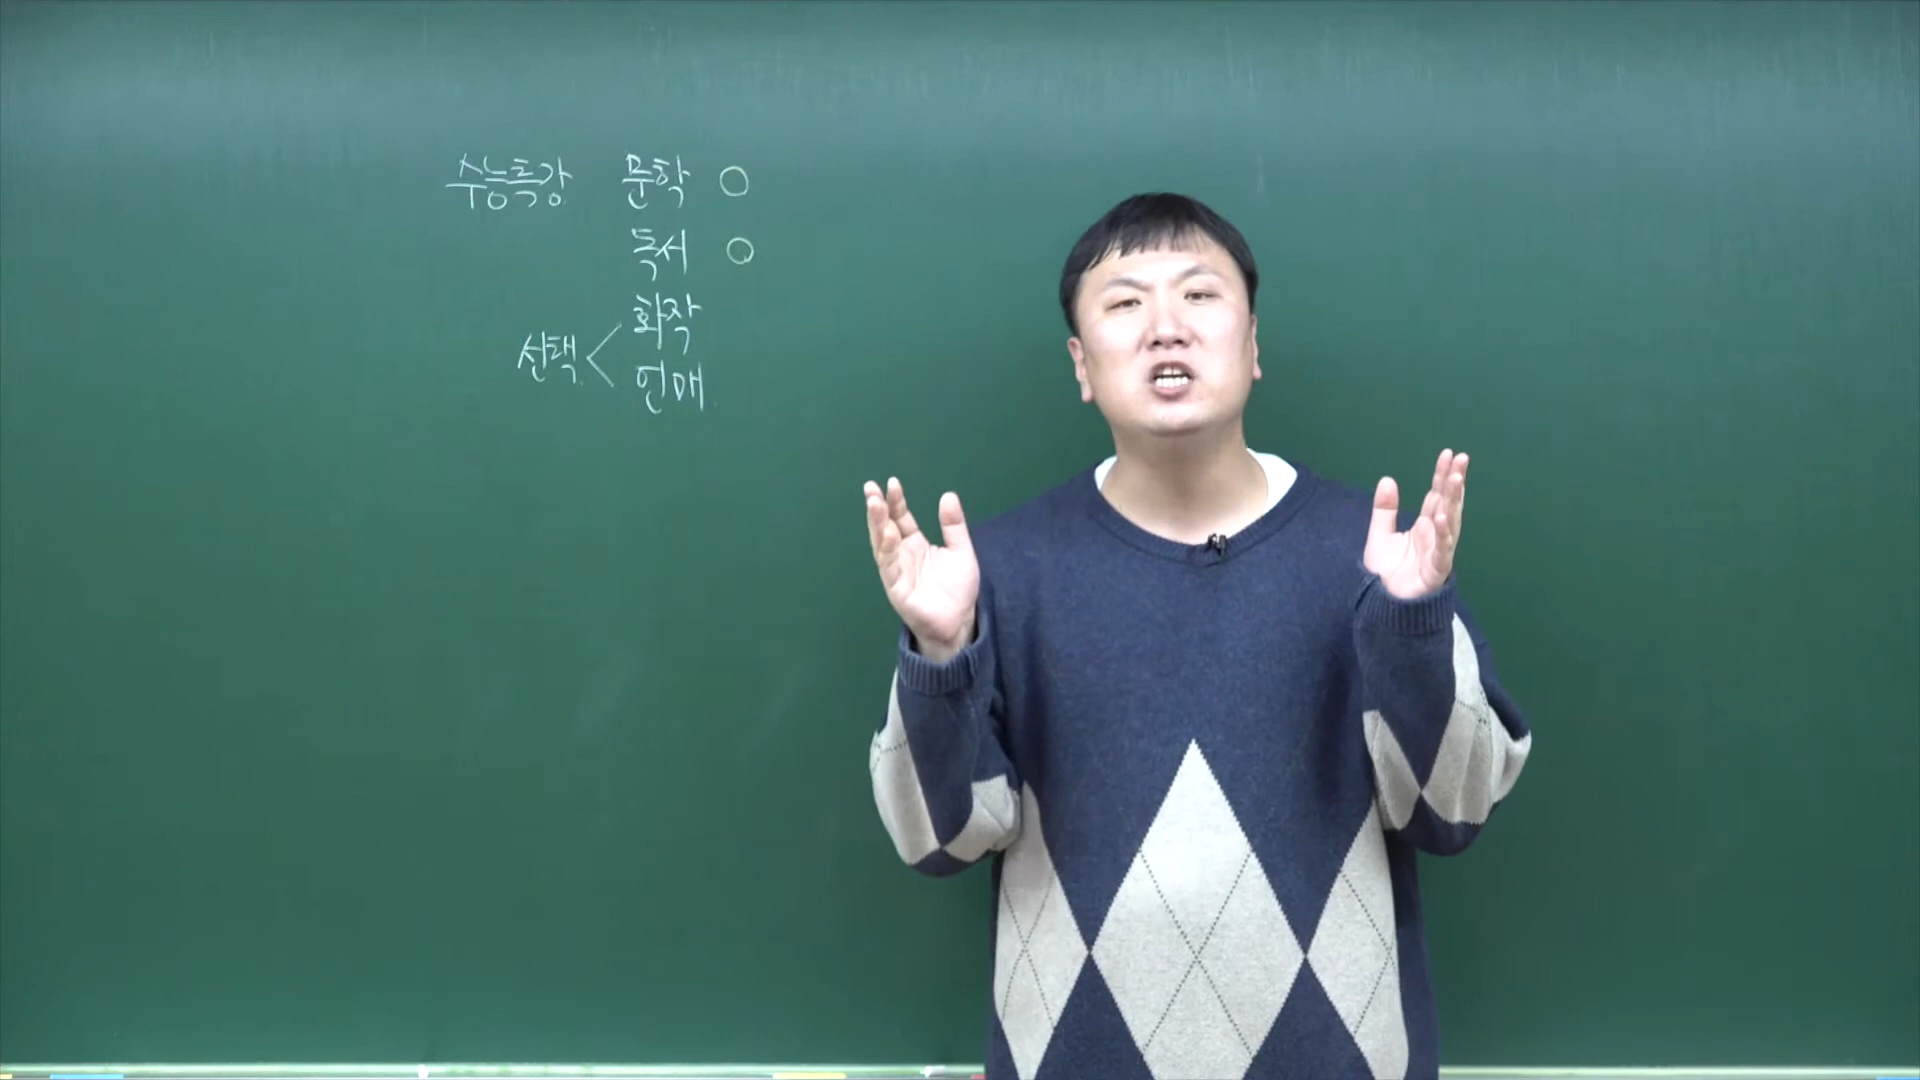 수능특강 문학 ○
독서 ○
선택 < 화작
언매